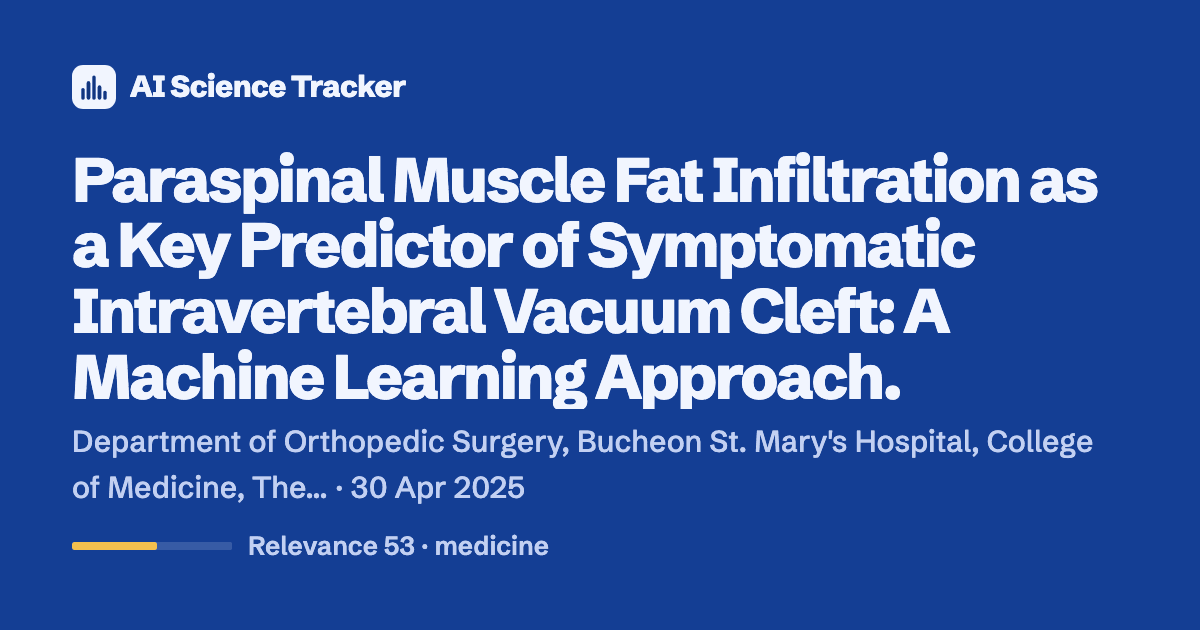 AI Science Tracker
Paraspinal Muscle Fat Infiltration as
a Key Predictor of Symptomatic
Intravertebral Vacuum Cleft: A
Machine Learning Approach.
Department of Orthopedic Surgery, Bucheon St. Mary's Hospital, College
of Medicine, The... · 30 Apr 2025
Relevance 53 · medicine